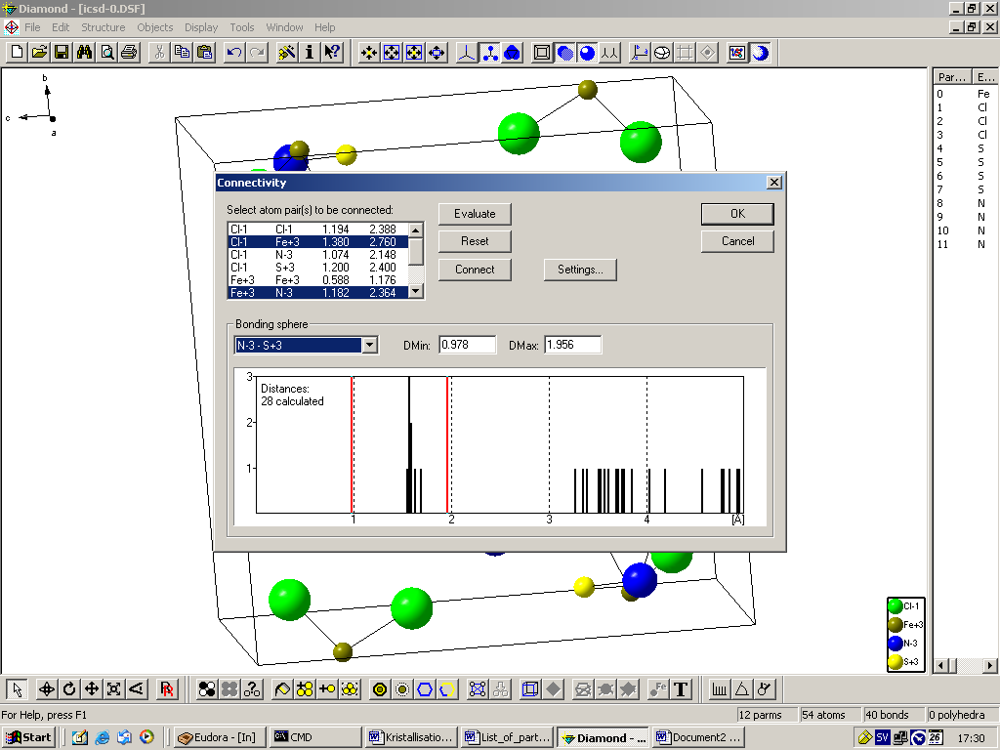 Diamond - [icsd-0.DSF]
File Edit Structure Objects Display Tools Window Help
b
c
a
Par... E...
0 Fe
1 Cl
2 Cl
3 Cl
4 S
5 S
6 S
7 S
8 N
9 N
10 N
11 N
Connectivity
Select atom pair(s) to be connected:
Cl-1 Cl-1 1.194 2.388
Cl-1 Fe+3 1.380 2.760
Cl-1 N-3 1.074 2.148
Cl-1 S+3 1.200 2.400
Fe+3 Fe+3 0.588 1.176
Fe+3 N-3 1.182 2.364
Evaluate
Reset
Connect
Settings...
OK
Cancel
Bonding sphere
N-3 - S+3
DMin: 0.978 DMax: 1.956
Distances:
28 calculated
3
2
1
1 2 3 4 [A]
Cl-1
Fe+3
N-3
S+3
For Help, press F1
12 parms 54 atoms 40 bonds 0 polyhedra
Start
Eudora - [In]
CMD
Kristallisatio...
List_of_part...
Diamond - ...
Document2 ...
SV
26
17:30